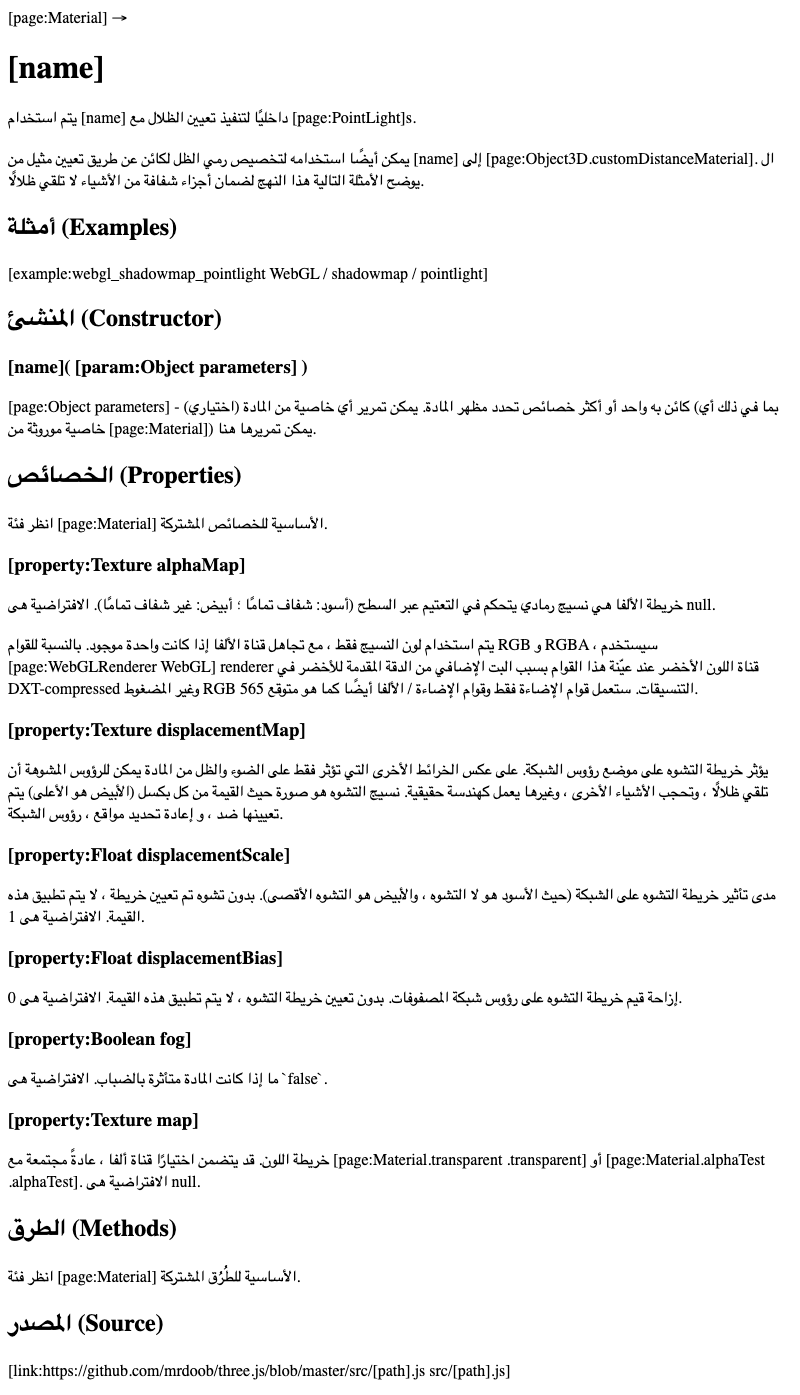 [page:Material] →
[name]
يتم استخدام [name] داخليًا لتنفيذ تعيين الظلال مع [page:PointLight]s.
يمكن أيضًا استخدامه لتخصيص رمي الظل لكائن عن طريق تعيين مثيل من [name] إلى [page:Object3D.customDistanceMaterial]. ال
يوضح الأمثلة التالية هذا النهج لضمان أجزاء شفافة من الأشياء لا تلقي ظلالًا.
أمثلة (Examples)
[example:webgl_shadowmap_pointlight WebGL / shadowmap / pointlight]
المنشئ (Constructor)
[name]( [param:Object parameters] )
[page:Object parameters] - (اختياري) كائن به واحد أو أكثر خصائص تحدد مظهر المادة. يمكن تمرير أي خاصية من المادة (بما في ذلك أي
خاصية موروثة من [page:Material]) يمكن تمريرها هنا.
الخصائص (Properties)
انظر فئة [page:Material] الأساسية للخصائص المشتركة.
[property:Texture alphaMap]
خريطة الألفا هي نسيج رمادي يتحكم في التعتيم عبر السطح (أسود: شفاف تمامًا ؛ أبيض: غير شفاف تمامًا). الافتراضية هى null.
يتم استخدام لون النسيج فقط ، مع تجاهل قناة الألفا إذا كانت واحدة موجود. بالنسبة للقوام RGB و RGBA ، سيستخدم
[page:WebGLRenderer WebGL] renderer قناة اللون الأخضر عند عيّنة هذا القوام بسبب البت الإضافي من الدقة المقدمة للأخضر في
DXT-compressed وغير المضغوط RGB 565 التنسيقات. ستعمل قوام الإضاءة فقط وقوام الإضاءة / الألفا أيضًا كما هو متوقع.
[property:Texture displacementMap]
يؤثر خريطة التشوه على موضع رؤوس الشبكة. على عكس الخرائط الأخرى التي تؤثر فقط على الضوء والظل من المادة يمكن للرؤوس المشوهة أن
تلقي ظلالًا ، وتحجب الأشياء الأخرى ، وغيرها يعمل كهندسة حقيقية. نسيج التشوه هو صورة حيث القيمة من كل بكسل (الأبيض هو الأعلى) يتم
تعيينها ضد ، و إعادة تحديد مواقع ، رؤوس الشبكة.
[property:Float displacementScale]
مدى تأثير خريطة التشوه على الشبكة (حيث الأسود هو لا التشوه ، والأبيض هو التشوه الأقصى). بدون تشوه تم تعيين خريطة ، لا يتم تطبيق هذه
القيمة. الافتراضية هى 1.
[property:Float displacementBias]
إزاحة قيم خريطة التشوه على رؤوس شبكة المصفوفات. بدون تعيين خريطة التشوه ، لا يتم تطبيق هذه القيمة. الافتراضية هى 0.
[property:Boolean fog]
ما إذا كانت المادة متأثرة بالضباب. الافتراضية هى `false`.
[property:Texture map]
خريطة اللون. قد يتضمن اختيارًا قناة ألفا ، عادةً مجتمعة مع [page:Material.transparent .transparent] أو [page:Material.alphaTest
.alphaTest]. الافتراضية هى null.
الطرق (Methods)
انظر فئة [page:Material] الأساسية للطُرُق المشتركة.
المصدر (Source)
[link:https://github.com/mrdoob/three.js/blob/master/src/[path].js src/[path].js]